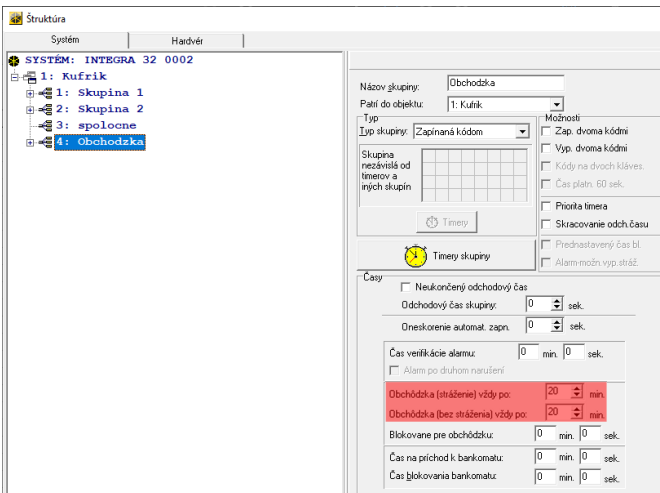 Štruktúra
Systém Hardvér
SYSTÉM: INTEGRA 32 0002
1: Kufrik
1: Skupina 1
2: Skupina 2
3: spolocne
4: Obchodzka
Názov skupiny: Obchodzka
Patrí do objektu: 1: Kufrik
Typ
Typ skupiny: Zapínaná kódom
Skupina
nezávislá od
timerov a
iných skupín
Timery
Timery skupiny
Možnosti
Zap. dvoma kódmi
Vyp. dvoma kódmi
Kódy na dvoch kláves.
Čas platn. 60 sek.
Priorita timera
Skracovanie odch.času
Prednastavený čas bl.
Alarm-možn.vyp.stráž.
Časy
Neukončený odchodový čas
Odchodový čas skupiny: 0 sek.
Oneskorenie automat. zapn. 0 sek.
Čas verifikácie alarmu: 0 min. 0 sek.
Alarm po druhom narušení
Obchôdzka (stráženie) vždy po: 20 min.
Obchôdzka (bez stráženia) vždy po: 20 min.
Blokovane pre obchôdzku: 0 min. 0 sek.
Čas na príchod k bankomatu: 0 min. 0 sek.
Čas blokovania bankomatu: 0 min. 0 sek.